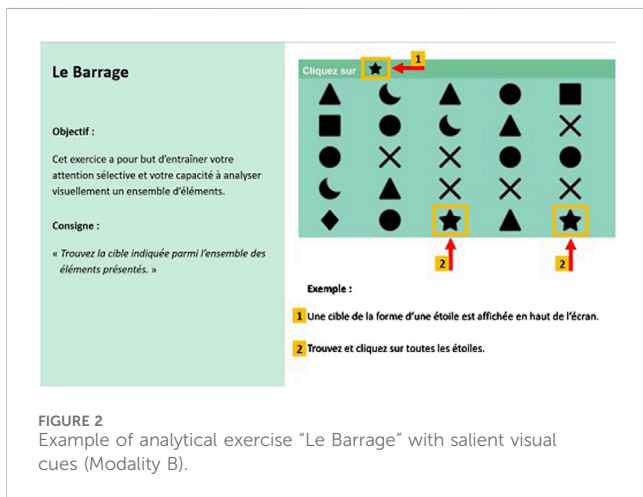 Le Barrage
Objectif :
Cet exercice a pour but d'entraîner votre
attention sélective et votre capacité à analyser
visuellement un ensemble d'éléments.
Consigne :
« Trouvez la cible indiquée parmi l'ensemble des
éléments présentés. »
Cliquez sur
1
2
2
Exemple :
1 Une cible de la forme d'une étoile est affichée en haut de l'écran.
2 Trouvez et cliquez sur toutes les étoiles.
FIGURE 2
Example of analytical exercise "Le Barrage" with salient visual
cues (Modality B).